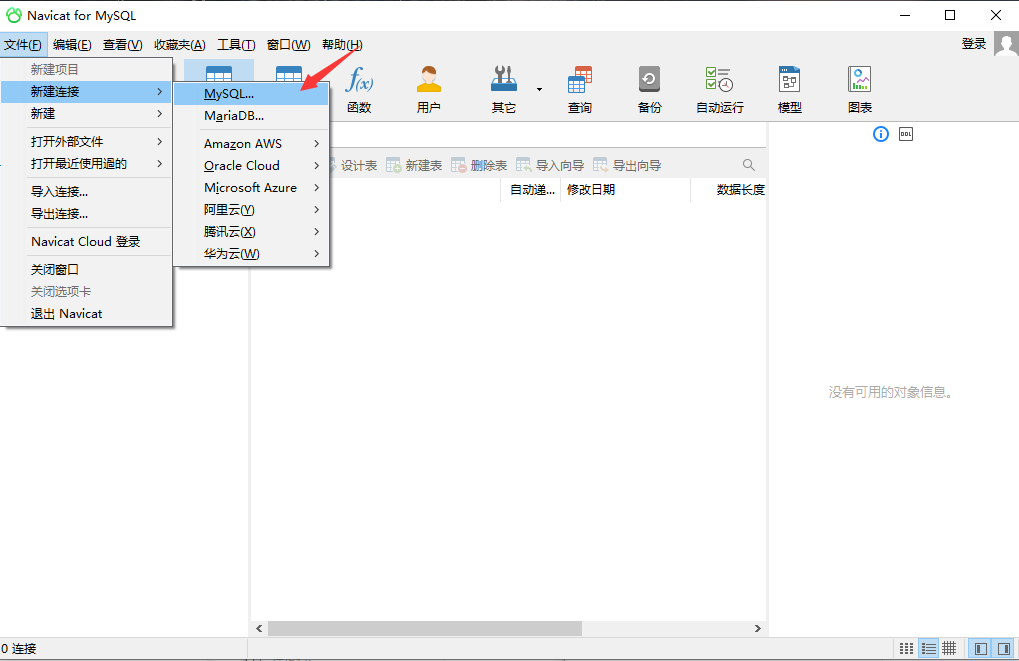 Navicat for MySQL
文件(F) 编辑(E) 查看(V) 收藏夹(A) 工具(T) 窗口(W) 帮助(H) 登录
新建项目
新建连接
新建
打开外部文件
打开最近使用過的
导入连接...
导出连接...
Navicat Cloud 登录
关闭窗口
关闭选项卡
退出 Navicat
MySQL...
MariaDB...
Amazon AWS
Oracle Cloud
Microsoft Azure
阿里云(Y)
腾讯云(X)
华为云(W)
函数 用户 其它 查询 备份 自动运行 模型 图表
设计表 新建表 删除表 导入向导 导出向导
DDL
自动递... 修改日期 数据长度
没有可用的对象信息。
0 连接